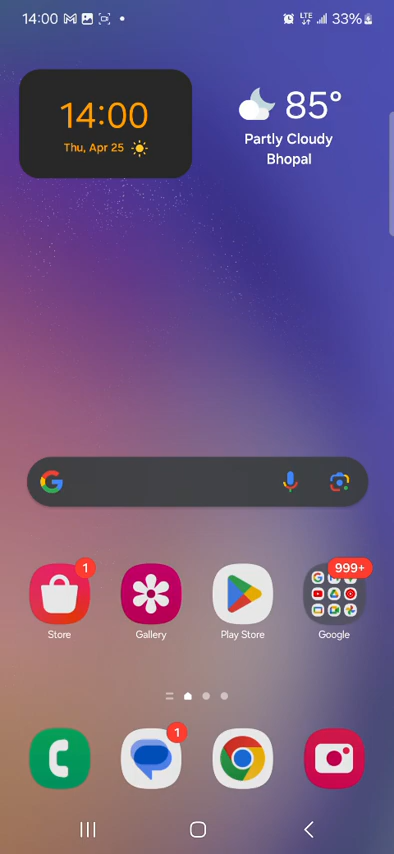 14:00
LTE
33%
14:00
Thu, Apr 25
85°
Partly Cloudy
Bhopal
1
999+
Store
Gallery
Play Store
Google
1